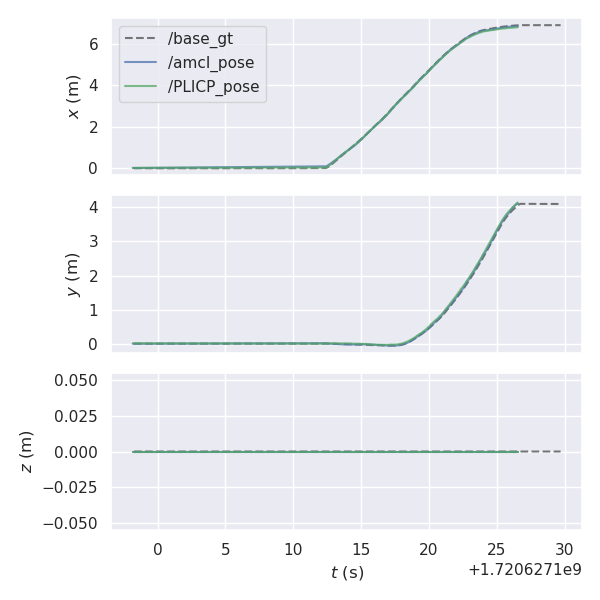 6
4
2
0
x (m)
/base_gt
/amcl_pose
/PLICP_pose
4
3
2
1
0
y (m)
0.050
0.025
0.000
−0.025
−0.050
z (m)
0 5 10 15 20 25 30
t (s)
+1.7206271e9